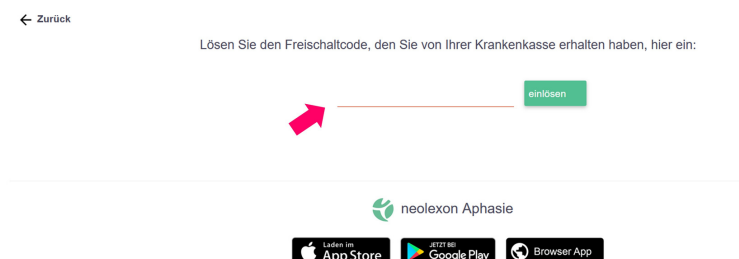 Zurück
Lösen Sie den Freischaltcode, den Sie von Ihrer Krankenkasse erhalten haben, hier ein:
einlösen
neolexon Aphasie
Laden im
App Store
JETZT BEI
Google Play
Browser App